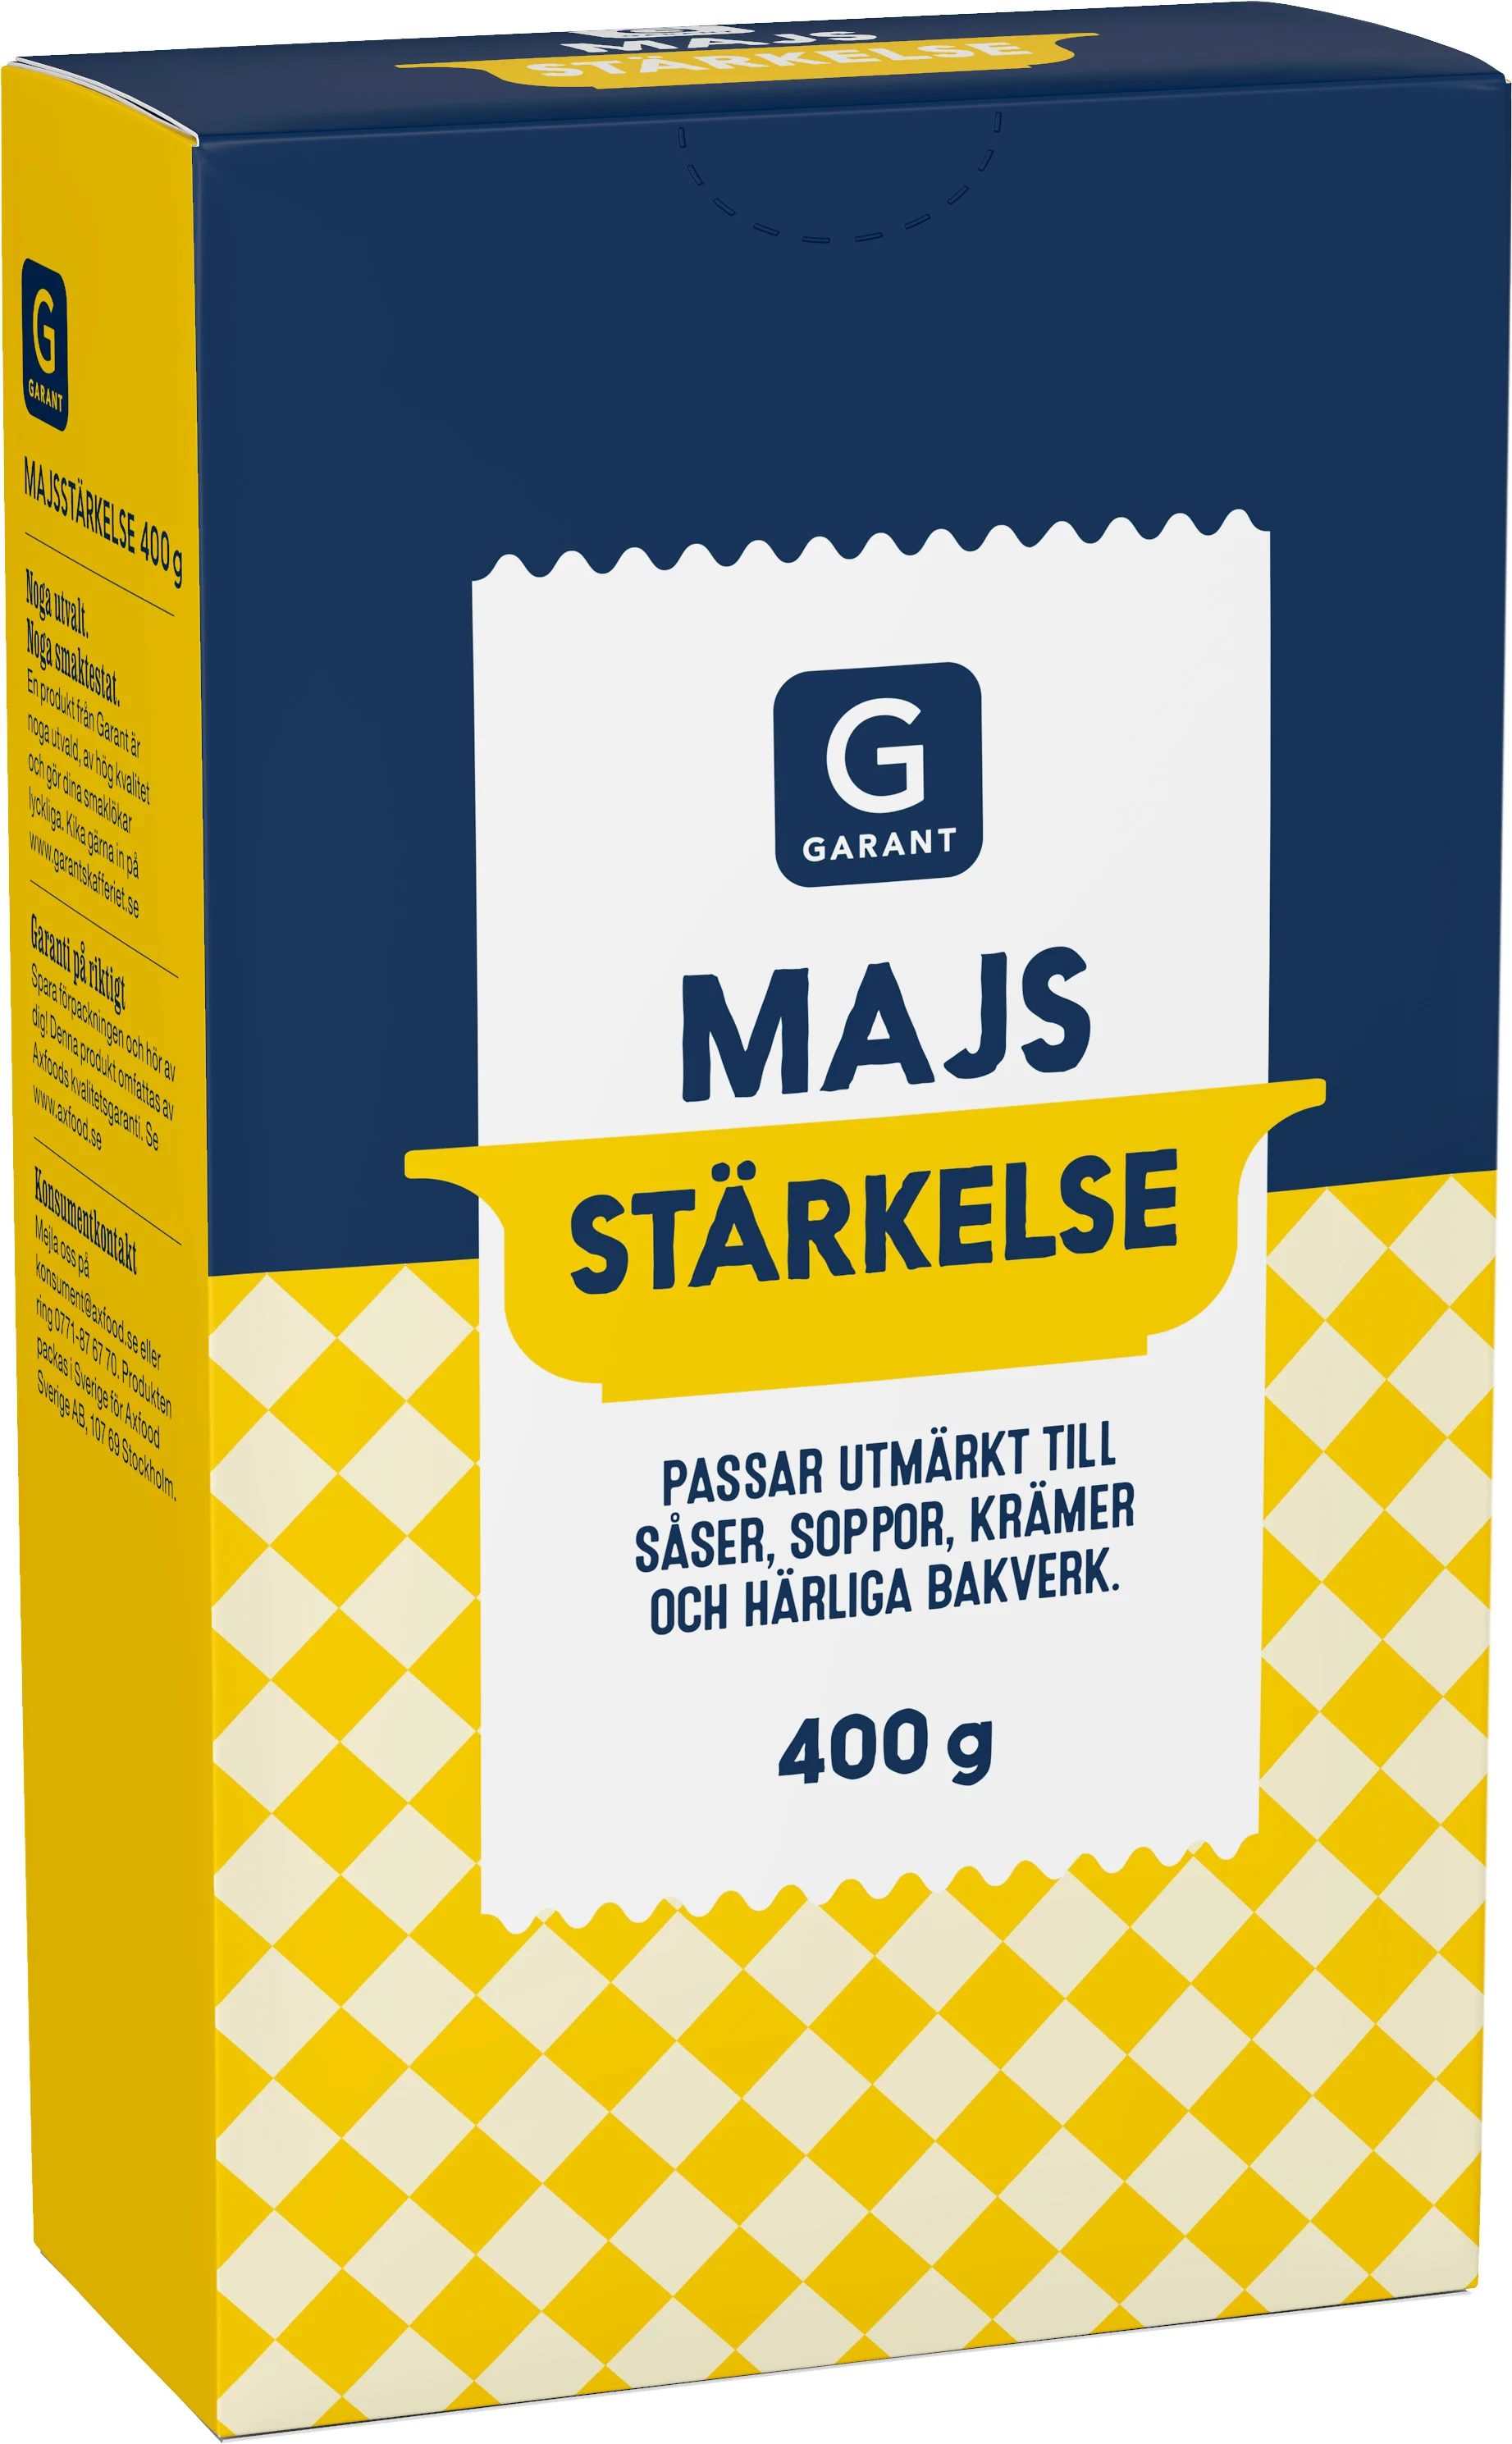 MAJS
STÄRKELSE
G
GARANT
MAJSSTÄRKELSE 400 g
Noga utvalt.
Noga smaktestat.
En produkt från Garant är
noga utvald, av hög kvalitet
och gör dina smaklökar
lyckliga. Kika gärna in på
www.garantskafferiet.se
Garanti på riktigt
Spara förpackningen och hör av
dig! Denna produkt omfattas av
Axfoods kvalitetsgaranti. Se
www.axfood.se
Konsumentkontakt
Mejla oss på
konsument@axfood.se eller
ring 0771-87 67 70. Produkten
packas i Sverige för Axfood
Sverige AB, 107 69 Stockholm.
G
GARANT
MAJS
STÄRKELSE
PASSAR UTMÄRKT TILL
SÅSER, SOPPOR, KRÄMER
OCH HÄRLIGA BAKVERK.
400 g